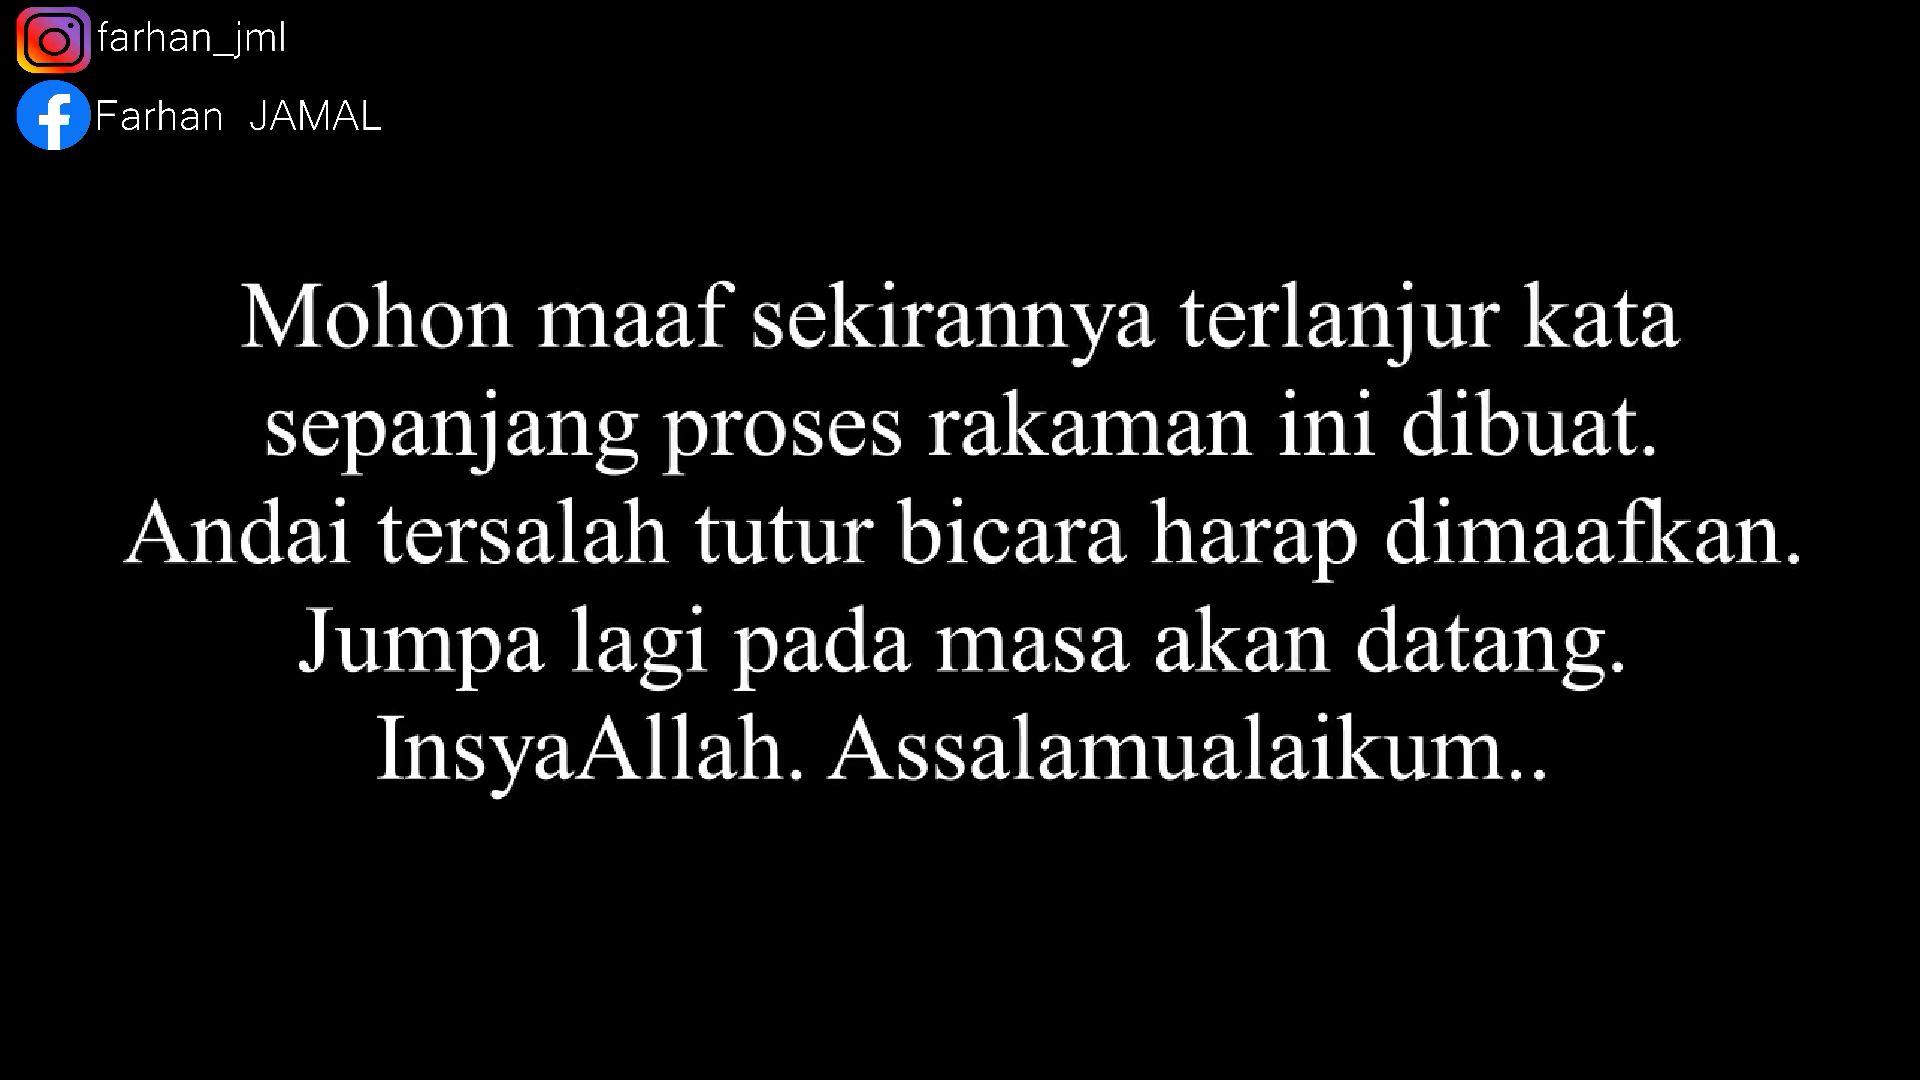 farhan_jml
Farhan JAMAL
Mohon maaf sekirannya terlanjur kata
sepanjang proses rakaman ini dibuat.
Andai tersalah tutur bicara harap dimaafkan.
Jumpa lagi pada masa akan datang.
InsyaAllah. Assalamualaikum..